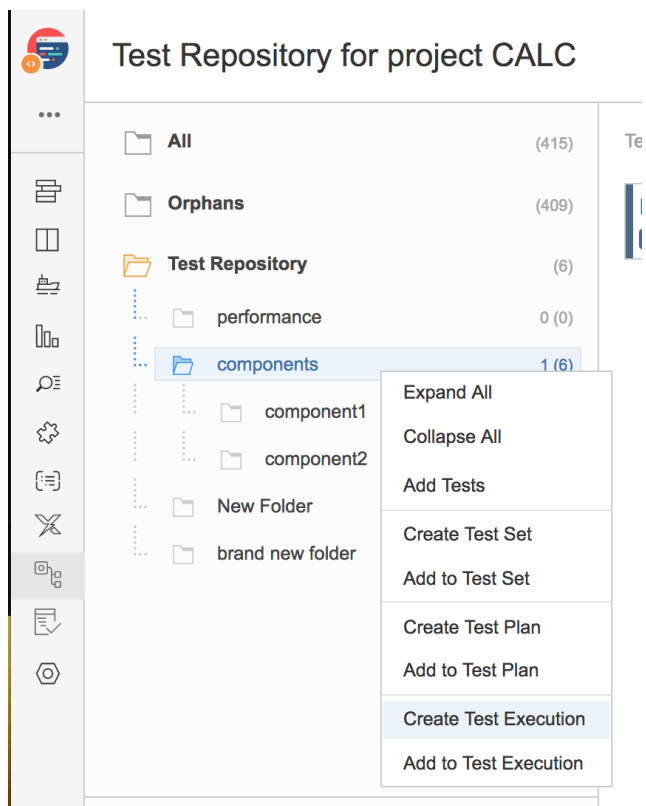 Test Repository for project CALC
All (415)
Te
Orphans (409)
Test Repository (6)
performance 0 (0)
components 1 (6)
component1
component2
New Folder
brand new folder
Expand All
Collapse All
Add Tests
Create Test Set
Add to Test Set
Create Test Plan
Add to Test Plan
Create Test Execution
Add to Test Execution